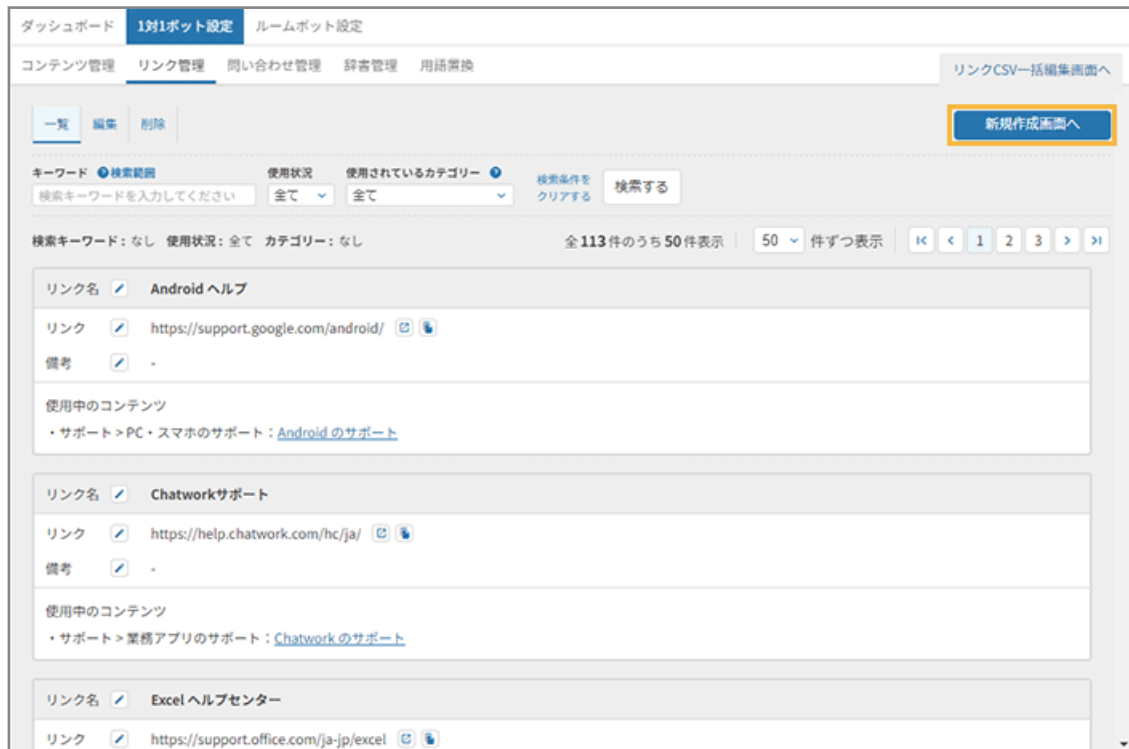 ダッシュボード 1対1ボット設定 ルームボット設定
コンテンツ管理 リンク管理 問い合わせ管理 辞書管理 用語置換
リンクCSV一括編集画面へ
一覧 編集 削除
新規作成画面へ
キーワード ?検索範囲 使用状況 使用されているカテゴリー ?
検索キーワードを入力してください 全て 全て 検索条件をクリアする 検索する
検索キーワード：なし 使用状況：全て カテゴリー：なし 全113件のうち50件表示 50 件ずつ表示 1 2 3
リンク名 Android ヘルプ
リンク https://support.google.com/android/
備考 -
使用中のコンテンツ
・サポート > PC・スマホのサポート：Android のサポート
リンク名 Chatworkサポート
リンク https://help.chatwork.com/hc/ja/
備考 -
使用中のコンテンツ
・サポート > 業務アプリのサポート：Chatwork のサポート
リンク名 Excel ヘルプセンター
リンク https://support.office.com/ja-jp/excel